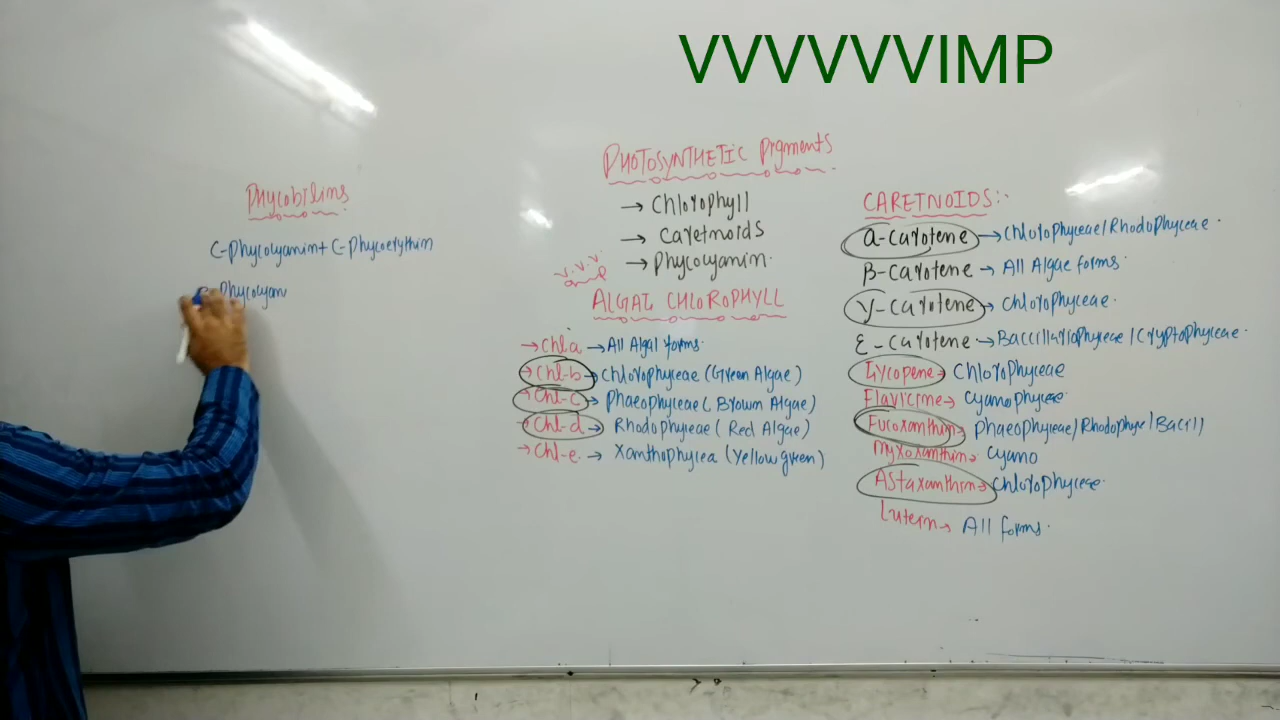 VVVVVVIMP
PHYCOBILINS
C-Phycocyanin + C-Phycoerythin
Phycocyan
PHOTOSYNTHETIC PIGMENTS
→ Chlorophyll
→ Caretnoids
→ Phycocyanin.
V.V.V.
ALGAL CHLOROPHYLL
→ Chl a → All Algal forms.
→ Chl-b → Chlorophyceae (Green Algae)
→ Chl-c → Phaeophyceae (Brown Algae)
→ Chl-d → Rhodophyceae (Red Algae)
→ Chl-e. → Xanthophycea (Yellow green)
CARETNOIDS:-
α-carotene → Chlorophyceae/Rhodophyceae.
β-carotene → All Algae forms.
γ-carotene → Chlorophyceae.
ε-carotene → Baccillariophyceae/Cryptophyceae.
Lycopene → Chlorophyceae
Flavicine → Cyanophyceae.
Fucoxanthin → Phaeophyceae/Rhodophyce/Bacill
Myxoxanthin → Cyano
Astaxanthin → Chlorophyceae.
Lutein → All forms.